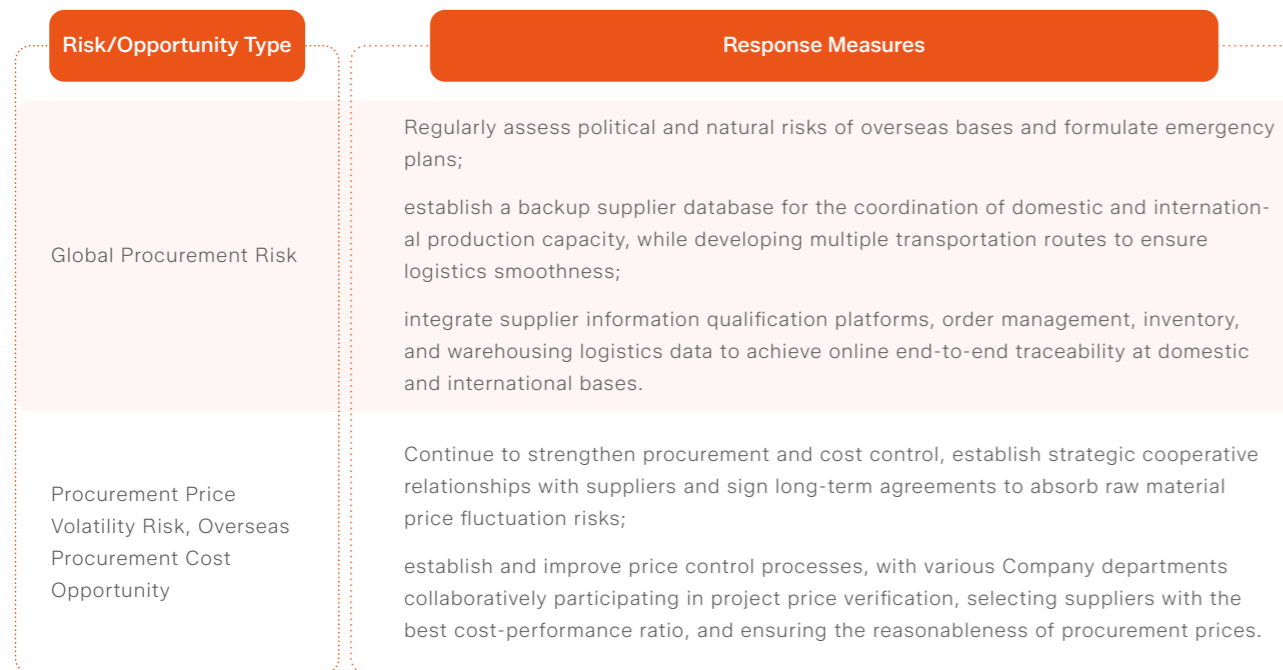 Risk/Opportunity Type
Response Measures
Global Procurement Risk
Regularly assess political and natural risks of overseas bases and formulate emergency
plans;
establish a backup supplier database for the coordination of domestic and internation-
al production capacity, while developing multiple transportation routes to ensure
logistics smoothness;
integrate supplier information qualification platforms, order management, inventory,
and warehousing logistics data to achieve online end-to-end traceability at domestic
and international bases.
Procurement Price
Volatility Risk, Overseas
Procurement Cost
Opportunity
Continue to strengthen procurement and cost control, establish strategic cooperative
relationships with suppliers and sign long-term agreements to absorb raw material
price fluctuation risks;
establish and improve price control processes, with various Company departments
collaboratively participating in project price verification, selecting suppliers with the
best cost-performance ratio, and ensuring the reasonableness of procurement prices.